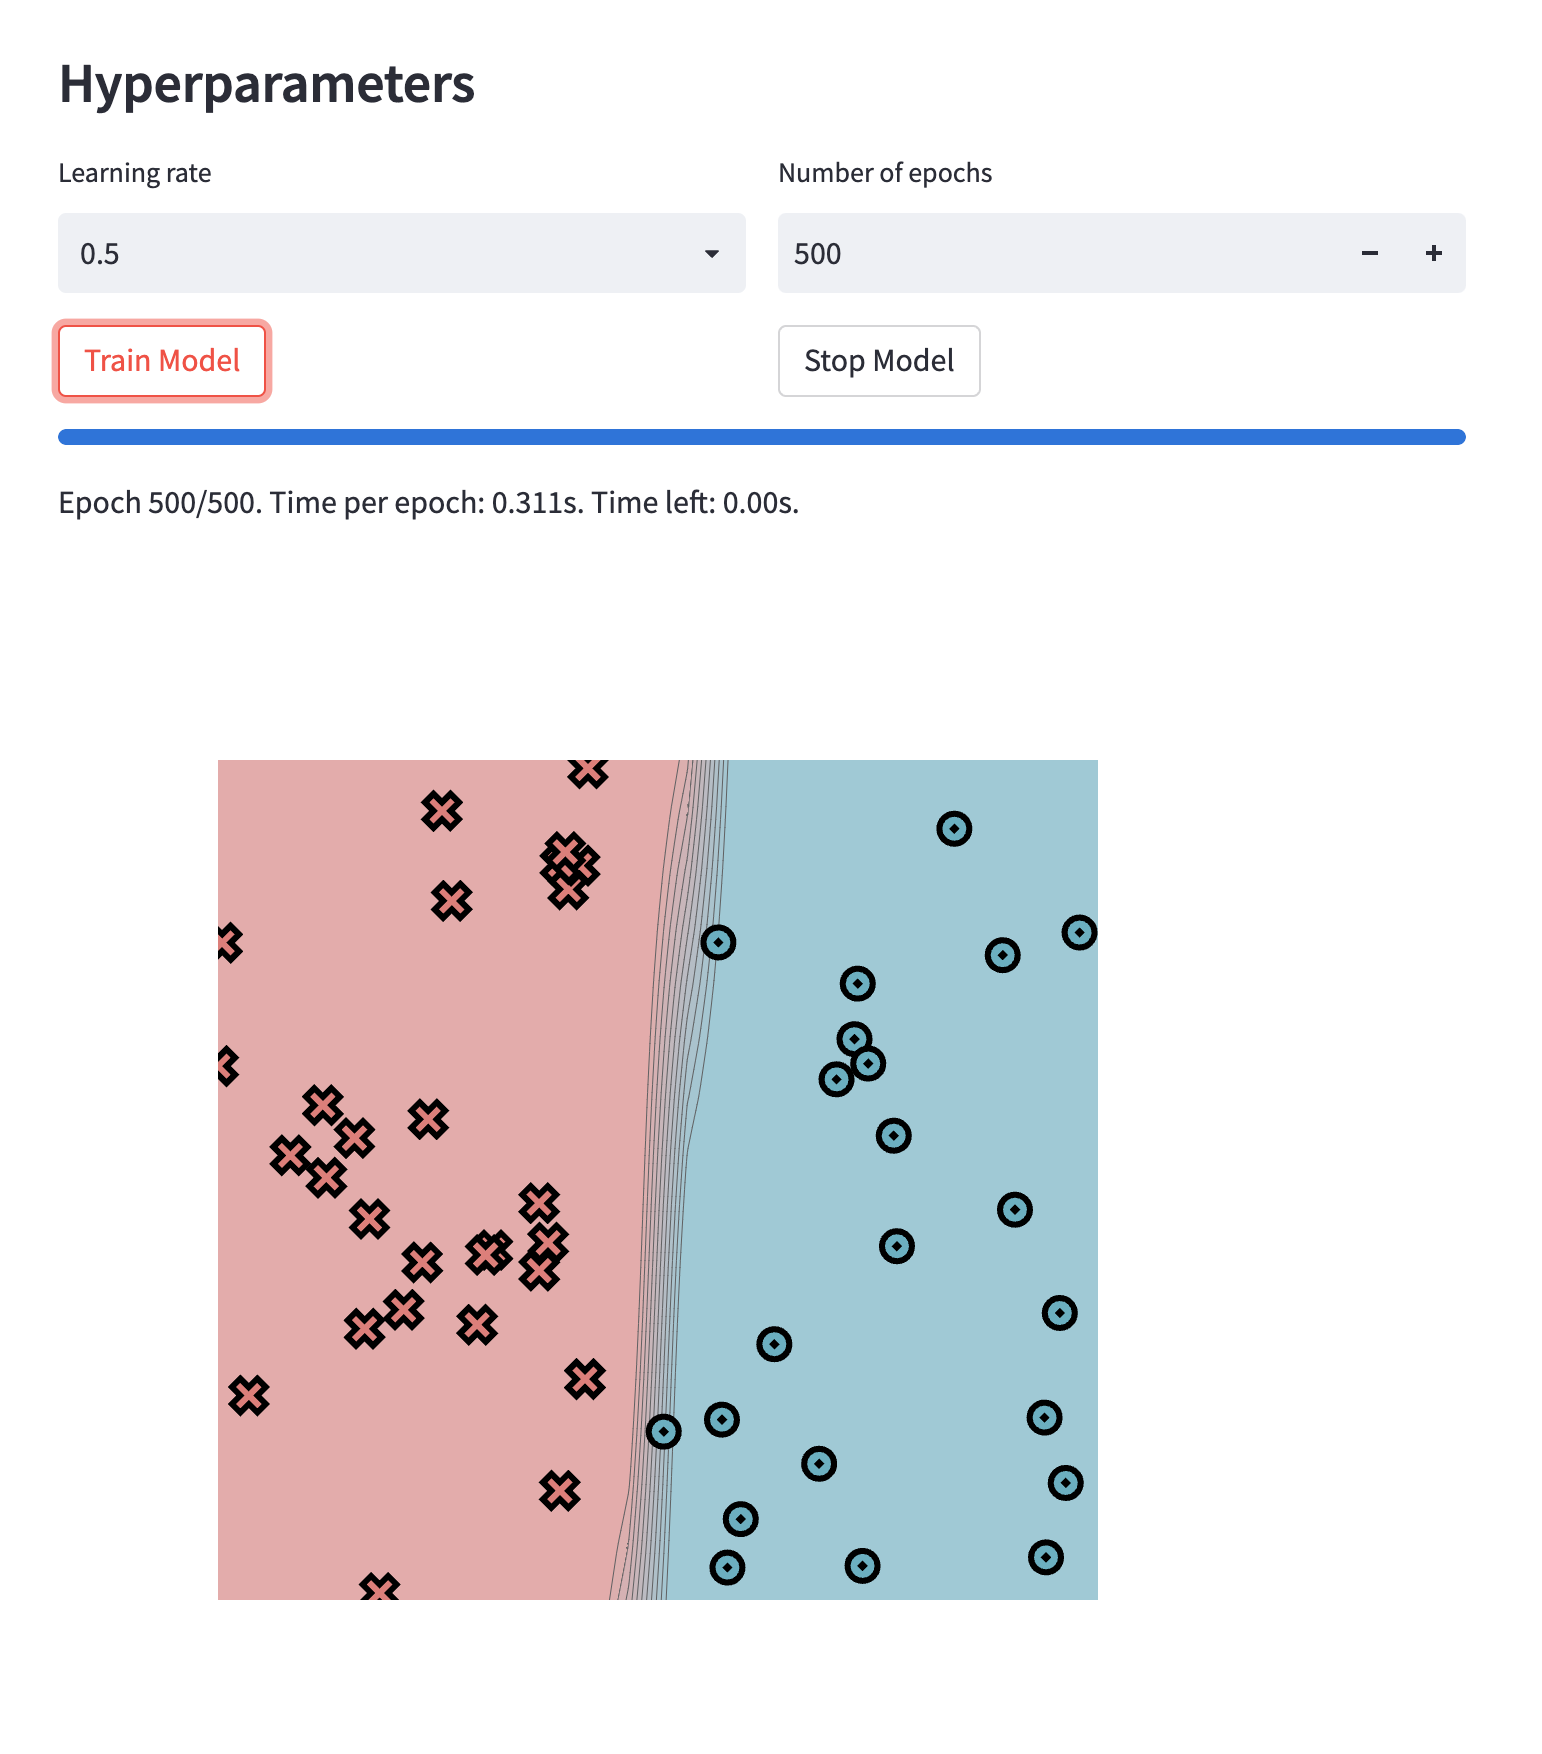 Hyperparameters
Learning rate
Number of epochs
0.5
500
Train Model
Stop Model
Epoch 500/500. Time per epoch: 0.311s. Time left: 0.00s.